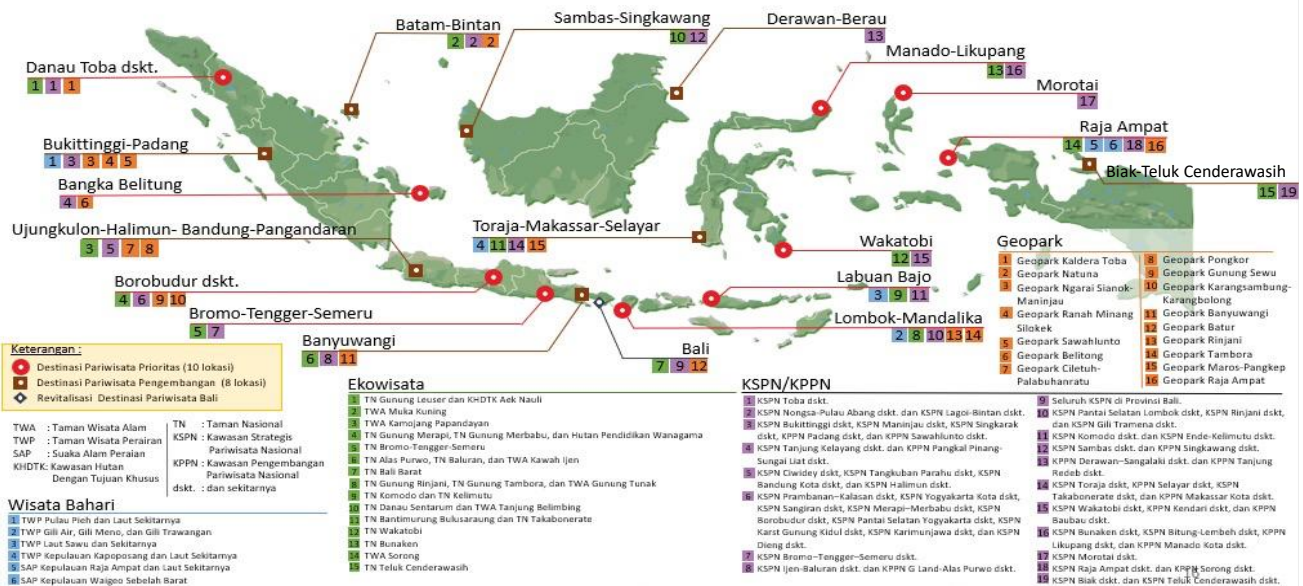 Batam-Bintan
2 2 2
Sambas-Singkawang
10 12
Derawan-Berau
13
Manado-Likupang
13 16
Morotai
17
Danau Toba dskt.
1 1 1
Raja Ampat
14 5 6 18 16
Bukittinggi-Padang
1 3 3 4 5
Biak-Teluk Cenderawasih
15 19
Bangka Belitung
4 6
Ujungkulon-Halimun- Bandung-Pangandaran
3 5 7 8
Toraja-Makassar-Selayar
4 11 14 15
Wakatobi
12 15
Borobudur dskt.
4 6 9 10
Labuan Bajo
3 9 11
Bromo-Tengger-Semeru
5 7
Lombok-Mandalika
2 8 10 13 14
Banyuwangi
6 8 11
Bali
7 9 12
Geopark
1 Geopark Kaldera Toba
2 Geopark Natuna
3 Geopark Ngarai Sianok-
Maninjau
4 Geopark Ranah Minang
Silokek
5 Geopark Sawahlunto
6 Geopark Belitong
7 Geopark Ciletuh-
Palabuhanratu
8 Geopark Pongkor
9 Geopark Gunung Sewu
10 Geopark Karangsambung-
Karangbolong
11 Geopark Banyuwangi
12 Geopark Batur
13 Geopark Rinjani
14 Geopark Tambora
15 Geopark Maros-Pangkep
16 Geopark Raja Ampat
Keterangan :
Destinasi Pariwisata Prioritas (10 lokasi)
Destinasi Pariwisata Pengembangan (8 lokasi)
Revitalisi Destinasi Pariwisata Bali
TWA : Taman Wisata Alam
TWP : Taman Wisata Perairan
SAP : Suaka Alam Peraian
KHDTK: Kawasan Hutan
Dengan Tujuan Khusus
TN : Taman Nasional
KSPN : Kawasan Strategis
Pariwisata Nasional
KPPN : Kawasan Pengembangan
Pariwisata Nasional
dskt. : dan sekitarnya
Wisata Bahari
1 TWP Pulau Pieh dan Laut Sekitarnya
2 TWP Gili Air, Gili Meno, dan Gili Trawangan
3 TWP Laut Sawu dan Sekitarnya
4 TWP Kepulauan Kapoposang dan Laut Sekitarnya
5 SAP Kepulauan Raja Ampat dan Laut Sekitarnya
6 SAP Kepulauan Waigeo Sebelah Barat
Ekowisata
1 TN Gunung Leuser dan KHDTK Aek Nauli
2 TWA Muka Kuning
3 TWA Kamojang Papandayan
4 TN Gunung Merapi, TN Gunung Merbabu, dan Hutan Pendidikan Wanagama
5 TN Bromo-Tengger-Semeru
6 TN Alas Purwo, TN Baluran, dan TWA Kawah Ijen
7 TN Bali Barat
8 TN Gunung Rinjani, TN Gunung Tambora, dan TWA Gunung Tunak
9 TN Komodo dan TN Kelimutu
10 TN Danau Sentarum dan TWA Tanjung Belimbing
11 TN Bantimurung Bulusaraung dan TN Takabonerate
12 TN Wakatobi
13 TN Bunaken
14 TWA Sorong
15 TN Teluk Cenderawasih
KSPN/KPPN
1 KSPN Toba dskt.
2 KSPN Nongsa-Pulau Abang dskt. dan KSPN Lagoi-Bintan dskt.
3 KSPN Bukittinggi dskt, KSPN Maninjau dskt, KSPN Singkarak
dskt, KPPN Padang dskt, dan KPPN Sawahlunto dskt.
4 KSPN Tanjung Kelayang dskt. dan KPPN Pangkal Pinang-
Sungai Liat dskt.
5 KSPN Ciwidey dskt, KSPN Tangkuban Parahu dskt, KSPN
Bandung Kota dskt, dan KSPN Halimun dskt.
6 KSPN Prambanan–Kalasan dskt, KSPN Yogyakarta Kota dskt,
KSPN Sangiran dskt, KSPN Merapi–Merbabu dskt, KSPN
Borobudur dskt, KSPN Pantai Selatan Yogyakarta dskt, KSPN
Karst Gunung Kidul dskt, KSPN Karimunjawa dskt, dan KSPN
Dieng dskt.
7 KSPN Bromo–Tengger–Semeru dskt.
8 KSPN Ijen-Baluran dskt. dan KPPN G Land-Alas Purwo dskt.
9 Seluruh KSPN di Provinsi Bali.
10 KSPN Pantai Selatan Lombok dskt, KSPN Rinjani dskt,
dan KSPN Gili Tramena dskt.
11 KSPN Komodo dskt. dan KSPN Ende-Kelimutu dskt.
12 KSPN Sambas dskt. dan KPPN Singkawang dskt.
13 KPPN Derawan–Sangalaki dskt. dan KPPN Tanjung
Redeb dskt.
14 KSPN Toraja dskt, KPPN Selayar dskt, KSPN
Takabonerate dskt, dan KPPN Makassar Kota dskt.
15 KSPN Wakatobi dskt, KPPN Kendari dskt, dan KPPN
Baubau dskt.
16 KSPN Bunaken dskt, KSPN Bitung-Lembeh dskt, KPPN
Likupang dskt, dan KPPN Manado Kota dskt.
17 KSPN Morotai dskt.
18 KSPN Raja Ampat dskt. dan KPPN Sorong dskt.
19 KSPN Biak dskt. dan KSPN Teluk Cenderawasih dskt.
16